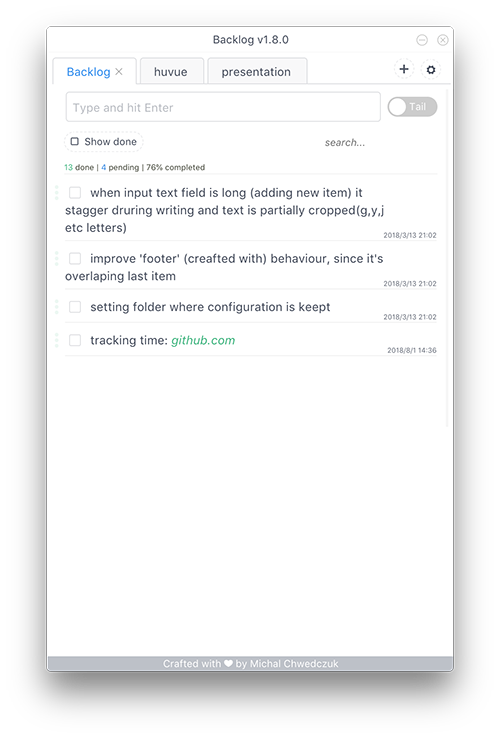 Backlog v1.8.0
Backlog huvue presentation
Type and hit Enter Tail
Show done search...
13 done | 4 pending | 76% completed
when input text field is long (adding new item) it
stagger druring writing and text is partially cropped(g,y,j
etc letters)
2018/3/13 21:02
improve 'footer' (creafted with) behaviour, since it's
overlaping last item
2018/3/13 21:02
setting folder where configuration is keept
2018/3/13 21:02
tracking time: github.com
2018/8/1 14:36
Crafted with ❤ by Michal Chwedczuk